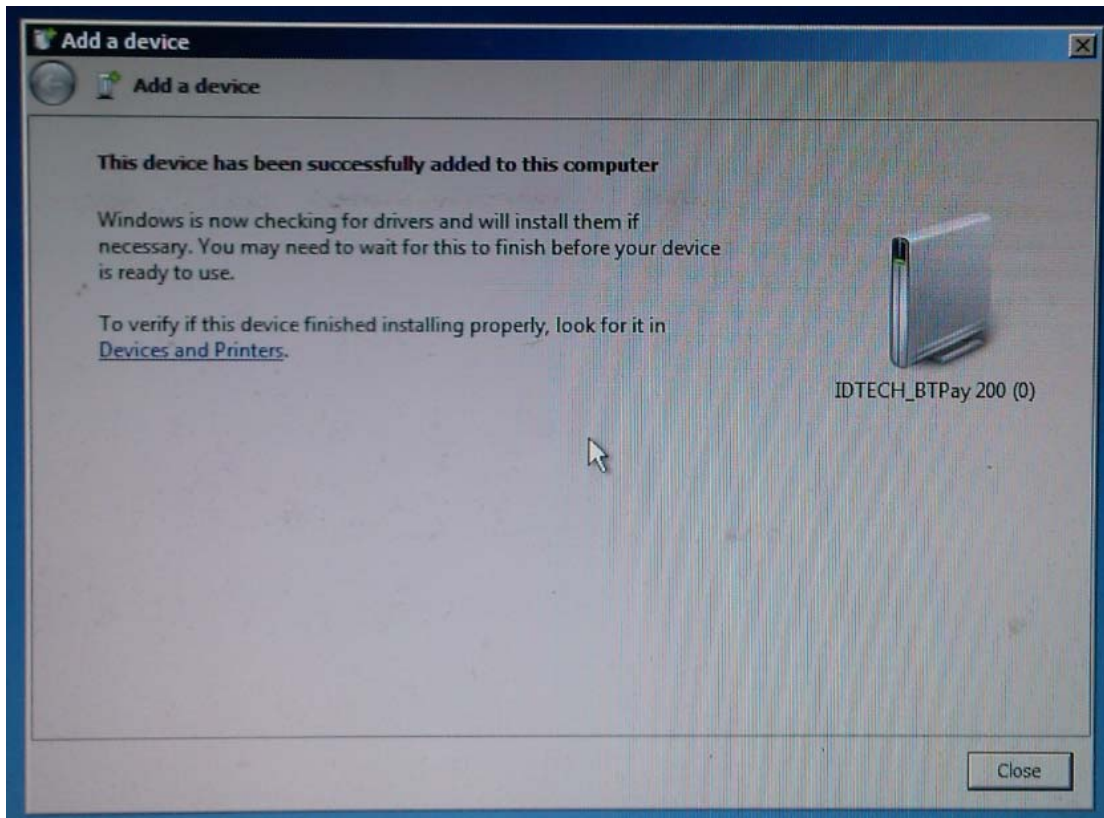 Add a device
Add a device
This device has been successfully added to this computer
Windows is now checking for drivers and will install them if
necessary. You may need to wait for this to finish before your device
is ready to use.
To verify if this device finished installing properly, look for it in
Devices and Printers.
IDTECH_BTPay 200 (0)
Close